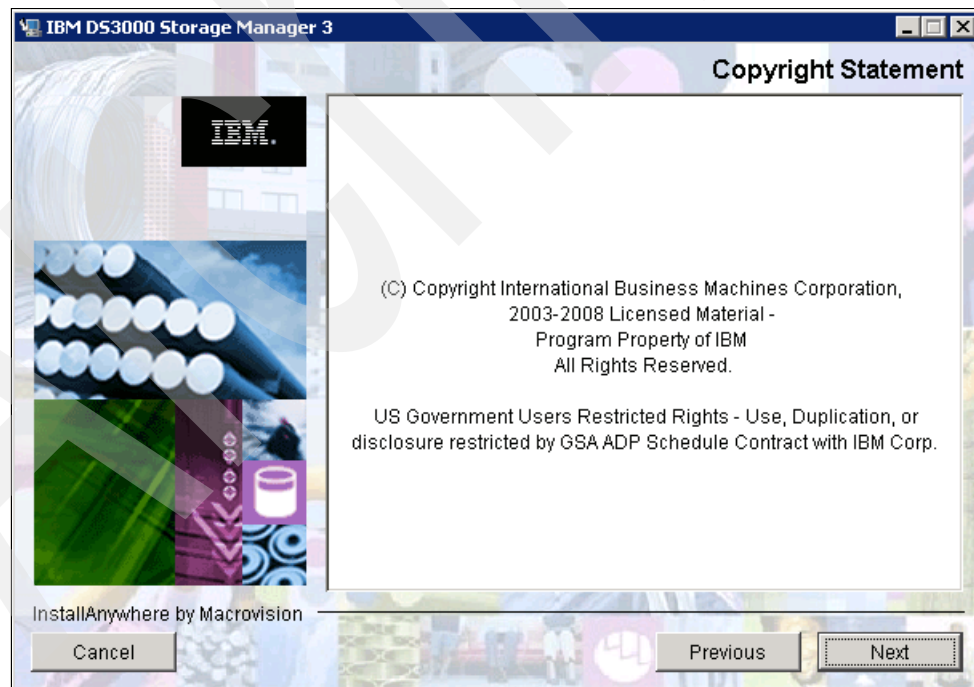 IBM DS3000 Storage Manager 3
Copyright Statement
IBM.
(C) Copyright International Business Machines Corporation,
2003-2008 Licensed Material -
Program Property of IBM
All Rights Reserved.
US Government Users Restricted Rights - Use, Duplication, or
disclosure restricted by GSA ADP Schedule Contract with IBM Corp.
InstallAnywhere by Macrovision
Cancel
Previous
Next